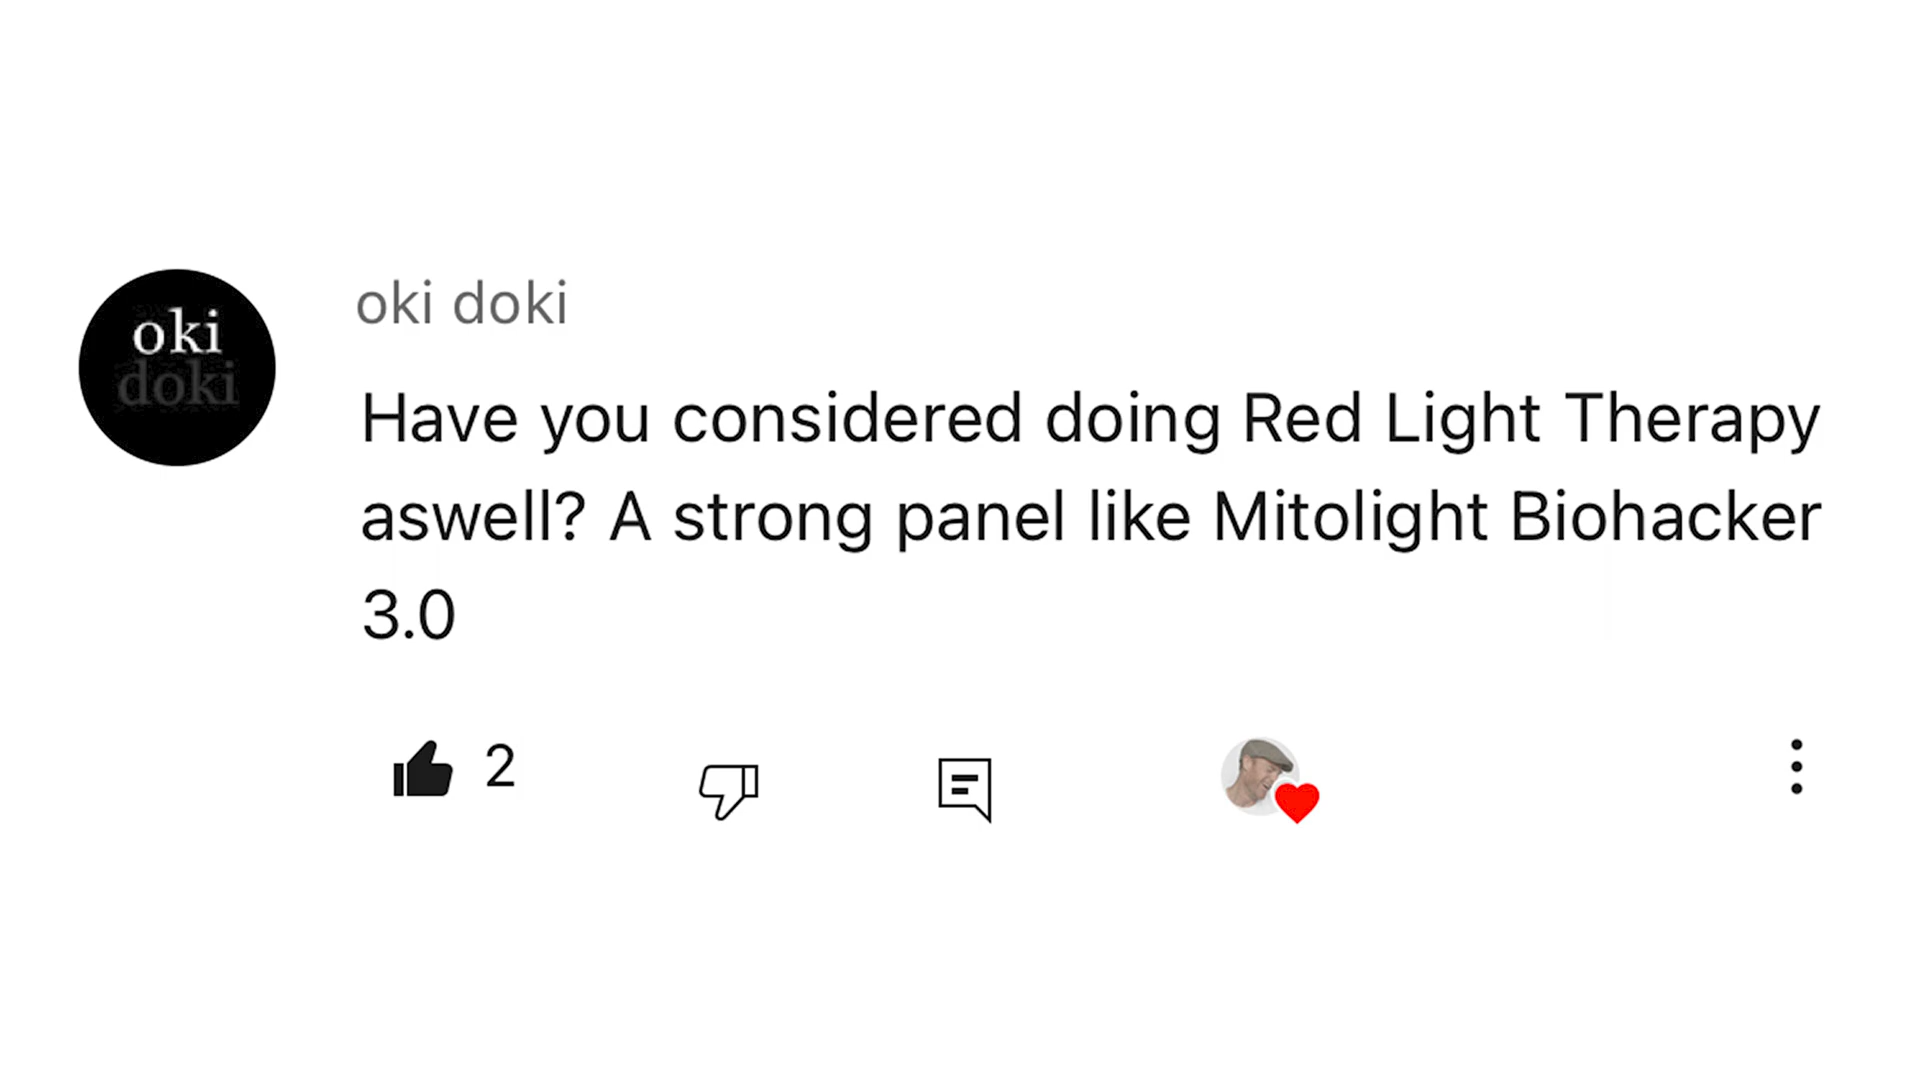 oki
doki
oki doki
Have you considered doing Red Light Therapy
aswell? A strong panel like Mitolight Biohacker
3.0
2